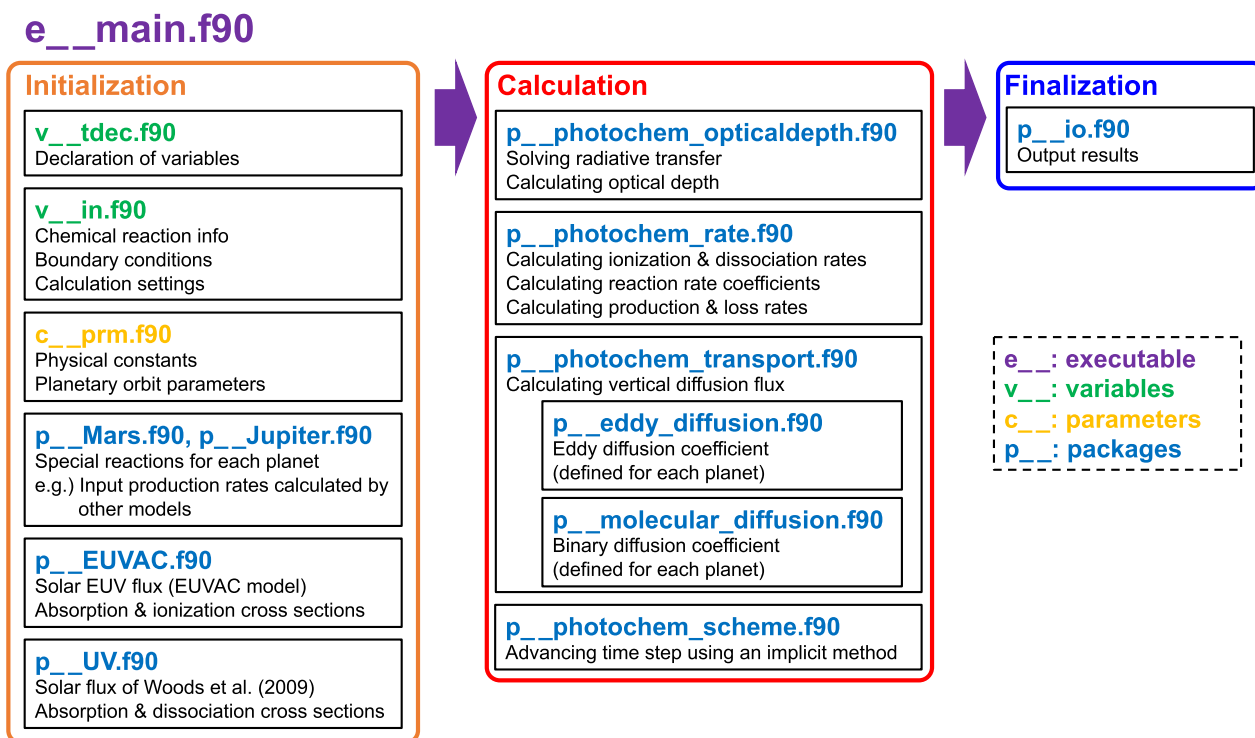 e__main.f90
Initialization
v__tdec.f90
Declaration of variables
v__in.f90
Chemical reaction info
Boundary conditions
Calculation settings
c__prm.f90
Physical constants
Planetary orbit parameters
p__Mars.f90, p__Jupiter.f90
Special reactions for each planet
e.g.) Input production rates calculated by
other models
p__EUVAC.f90
Solar EUV flux (EUVAC model)
Absorption & ionization cross sections
p__UV.f90
Solar flux of Woods et al. (2009)
Absorption & dissociation cross sections
Calculation
p__photochem_opticaldepth.f90
Solving radiative transfer
Calculating optical depth
p__photochem_rate.f90
Calculating ionization & dissociation rates
Calculating reaction rate coefficients
Calculating production & loss rates
p__photochem_transport.f90
Calculating vertical diffusion flux
p__eddy_diffusion.f90
Eddy diffusion coefficient
(defined for each planet)
p__molecular_diffusion.f90
Binary diffusion coefficient
(defined for each planet)
p__photochem_scheme.f90
Advancing time step using an implicit method
Finalization
p__io.f90
Output results
e__: executable
v__: variables
c__: parameters
p__: packages